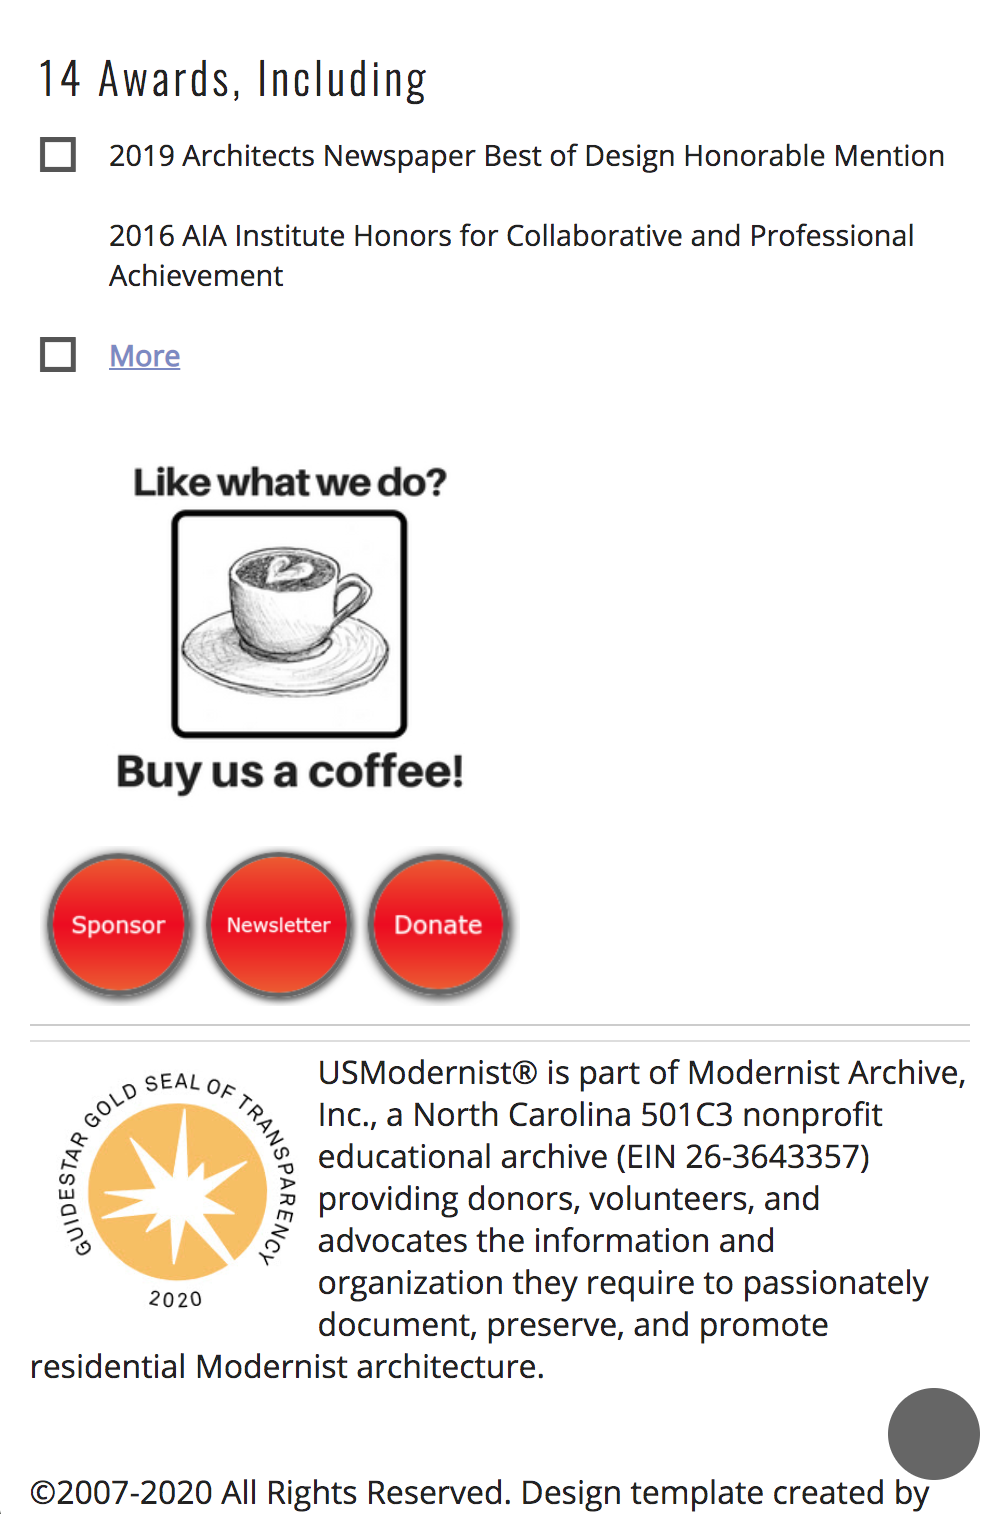 14 Awards, Including
2019 Architects Newspaper Best of Design Honorable Mention
2016 AIA Institute Honors for Collaborative and Professional
Achievement
More
Like what we do?
Buy us a coffee!
Sponsor
Newsletter
Donate
GUIDESTAR GOLD SEAL OF TRANSPARENCY
2020
USModernist® is part of Modernist Archive,
Inc., a North Carolina 501C3 nonprofit
educational archive (EIN 26-3643357)
providing donors, volunteers, and
advocates the information and
organization they require to passionately
document, preserve, and promote
residential Modernist architecture.
©2007-2020 All Rights Reserved. Design template created by